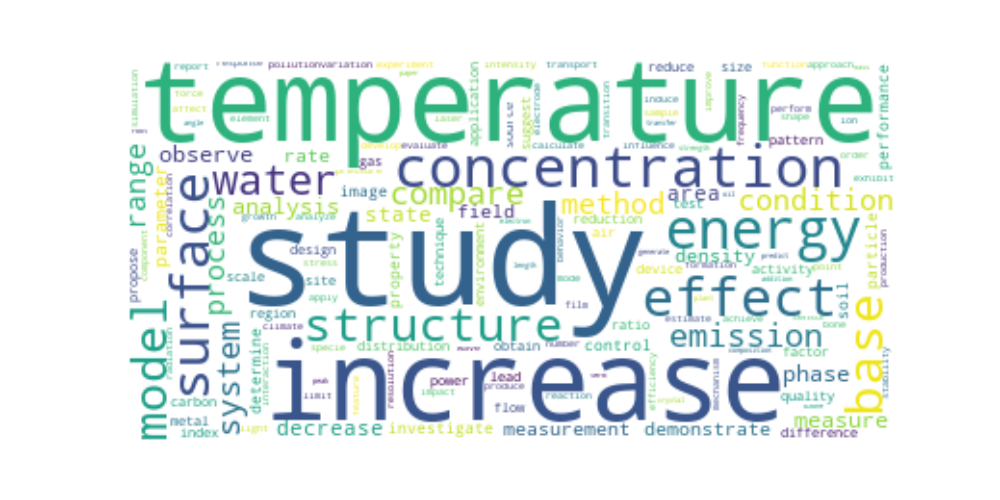 response
pollution
variation
experiment
intensity
transport
report
reduce
size
function
approach
temperature
simulation
force
affect
angle
element
application
source
suggest
electrode
transition
induce
sample
transfer
improve
frequency
perform
shape
ion
performance
pattern
order
exhibit
observe
rate
gas
develop
evaluate
laser
calculate
influence
strength
concentration
range
parameter
correlation
water
image
compare
method
area
test
condition
analysis
state
field
reduction
air
surface
process
growth
analyze
study
energy
density
design
stress
property
technique
environment
length
behavior
mode
generate
device
formation
predict
activity
point
particle
production
propose
component
scale
site
apply
film
effect
soil
model
system
region
climate
structure
ratio
estimate
achieve
bone
emission
base
determine
interaction
specie
distribution
obtain
number
control
factor
radiation
increase
peak
limit
feature
resolution
power
impact
lead
produce
reaction
efficiency
crystal
mechanism
composition
phase
quality
stability
carbon
metal
index
light
decrease
investigate
flow
measurement
demonstrate
measure
difference